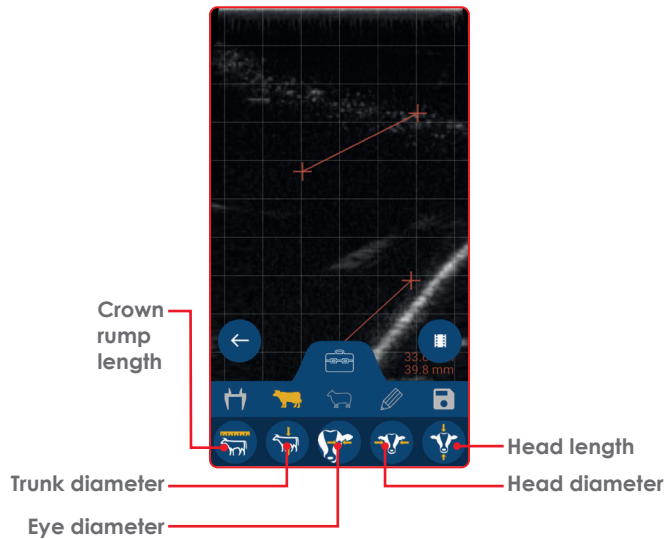 Crown
rump
length
39.8 mm
Head length
Trunk diameter
Head diameter
Eye diameter